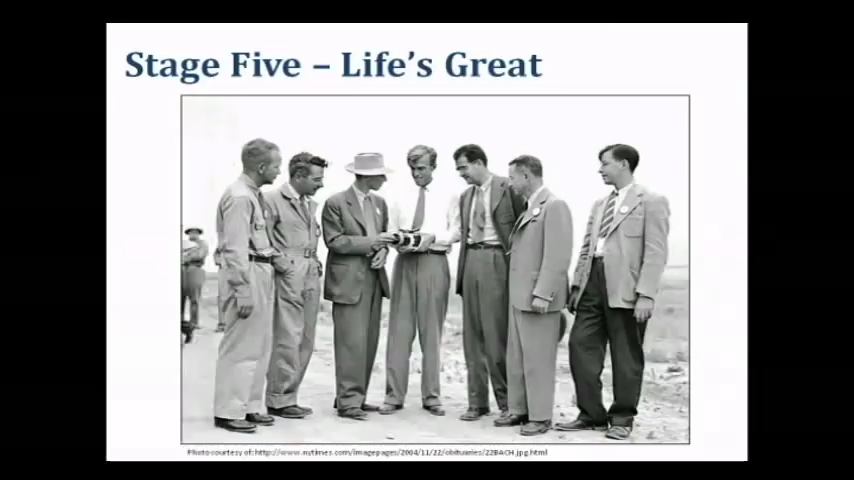 Stage Five – Life's Great
Photo courtesy of: http://www.nytimes.com/imagepages/2004/11/22/obituaries/22BACH.jpg.html